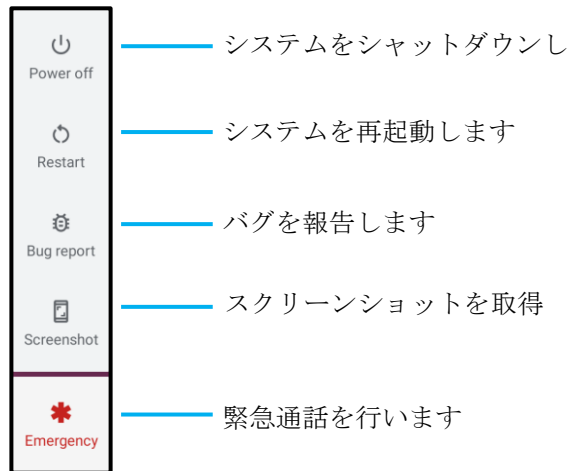 Power off
システムをシャットダウンし
Restart
システムを再起動します
Bug report
バグを報告します
Screenshot
スクリーンショットを取得
Emergency
緊急通話を行います